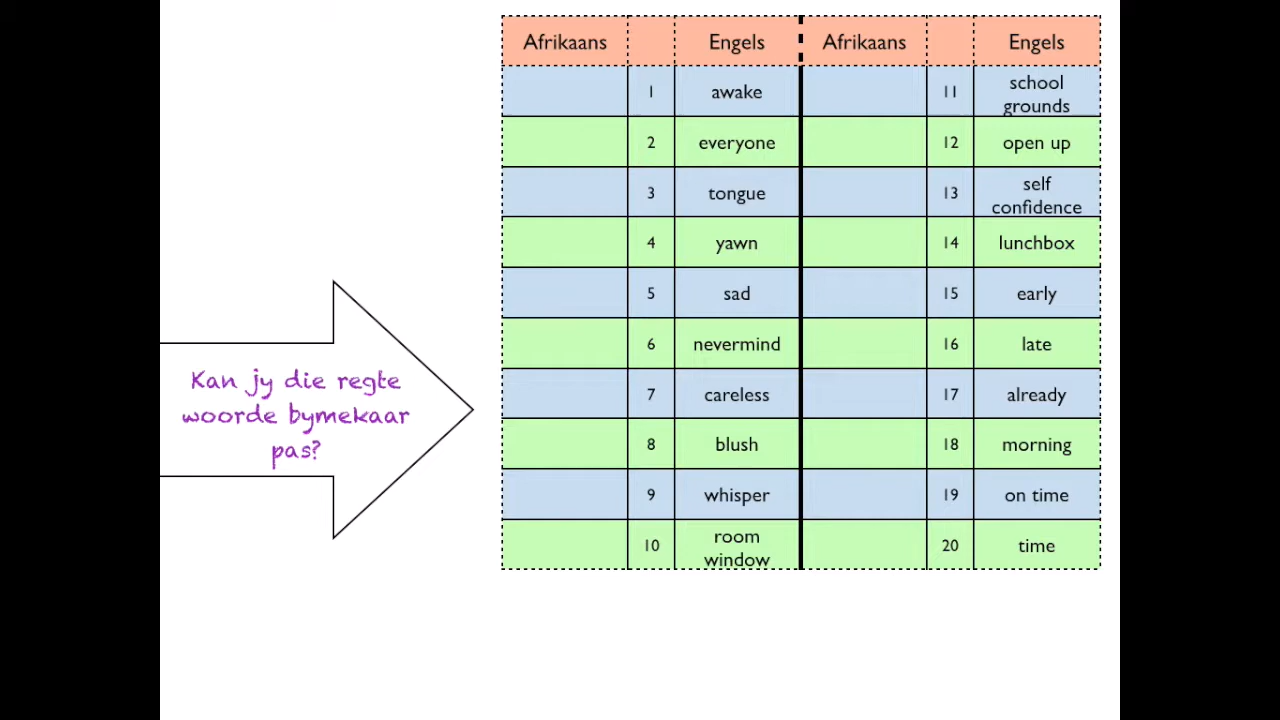 Afrikaans Engels Afrikaans Engels
1 awake 11 school grounds
2 everyone 12 open up
3 tongue 13 self confidence
4 yawn 14 lunchbox
5 sad 15 early
6 nevermind 16 late
7 careless 17 already
8 blush 18 morning
9 whisper 19 on time
10 room window 20 time
Kan jy die regte
woorde bymekaar
pas?